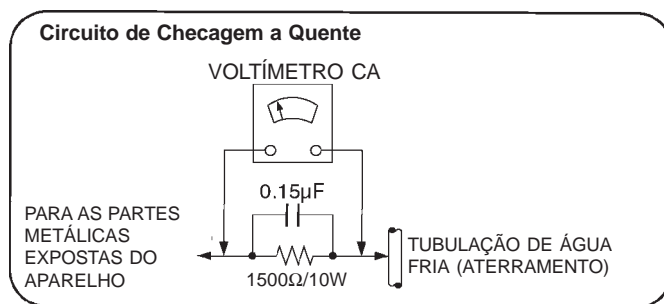 Circuito de Checagem a Quente
VOLTÍMETRO CA
0.15µF
PARA AS PARTES
METÁLICAS
EXPOSTAS DO
APARELHO
1500Ω/10W
TUBULAÇÃO DE ÁGUA
FRIA (ATERRAMENTO)